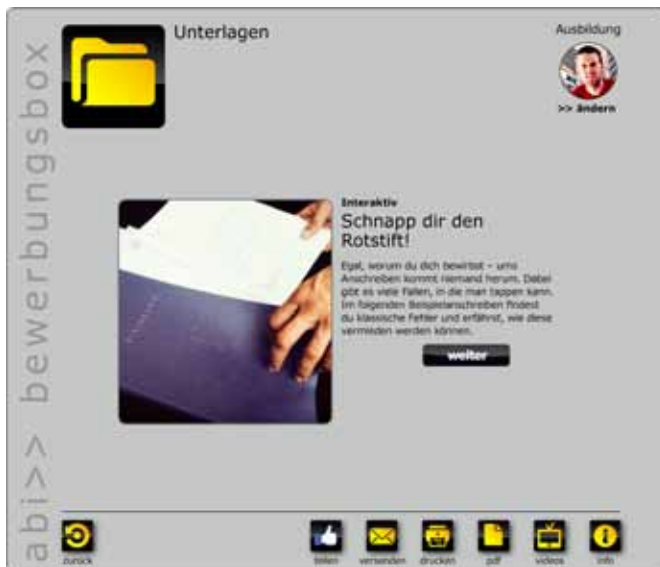 Unterlagen
Ausbildung
>> ändern
abi>> bewerbungsbox
Interaktiv
Schnapp dir den
Rotstift!
Egal, worum du dich bewirbst – ums
Anschreiben kommt niemand herum. Dabei
gibt es viele Fallen, in die man tappen kann.
Im folgenden Beispielanschreiben findest
du klassische Fehler und erfährst, wie diese
vermieden werden können.
weiter
zurück
teilen
versenden
drucken
pdf
videos
info